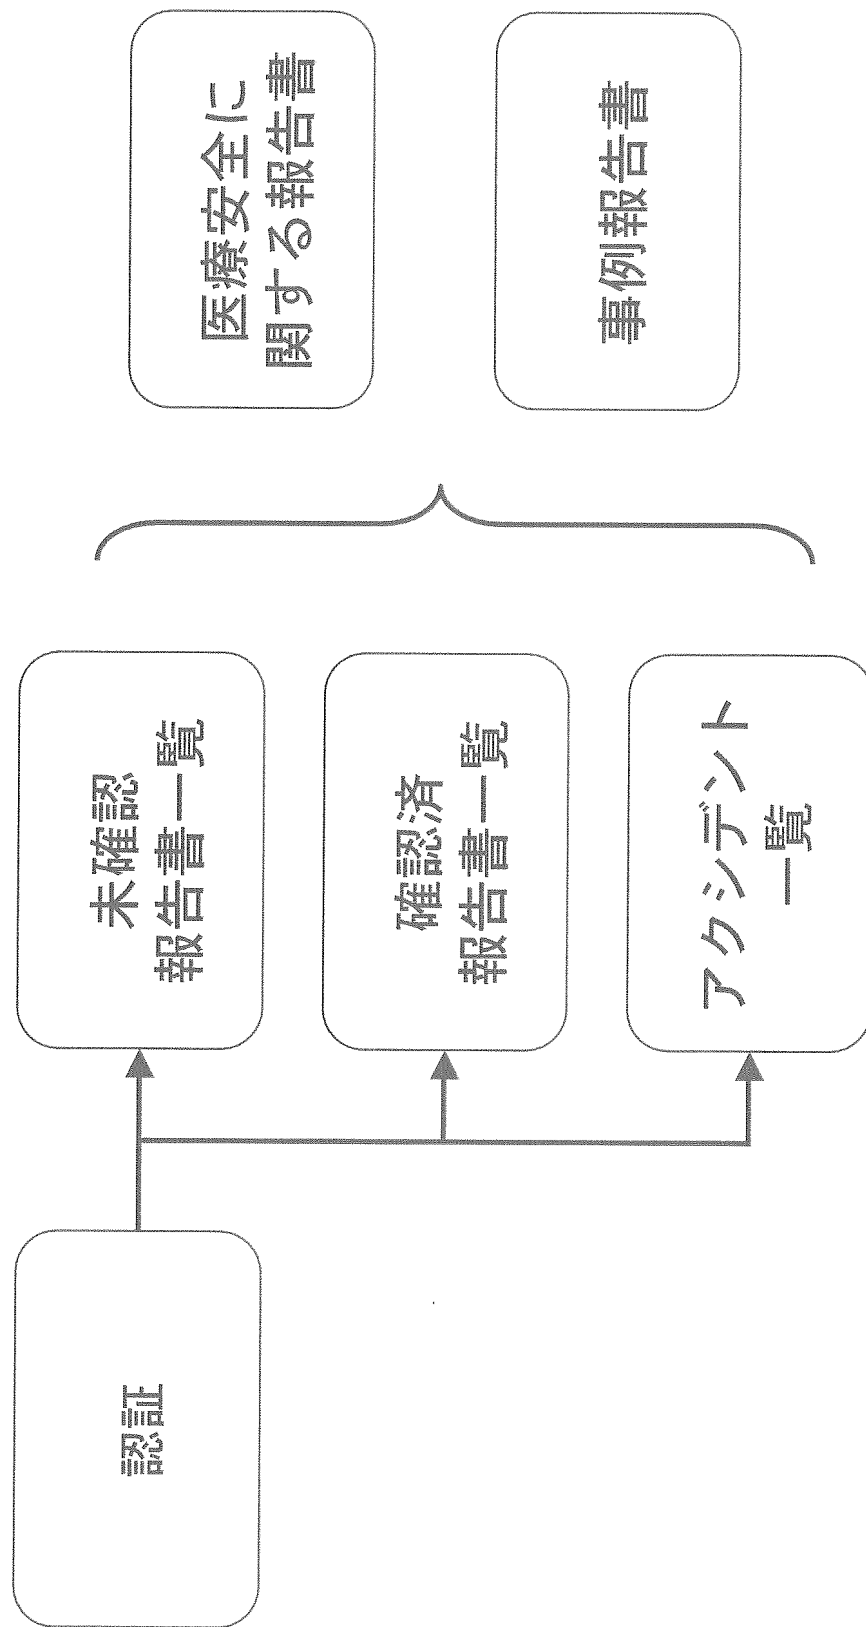 認証
未確認
報告書一覧
確認済
報告書一覧
アクシデント
一覧
医療安全に
関する報告書
事例報告書